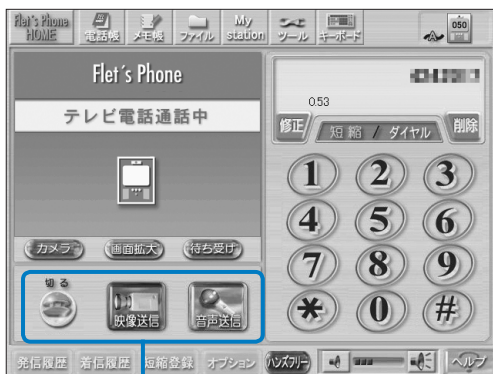 Flet's Phone HOME
電話帳
メモ帳
ファイル
My station
ツール
キーボード
050
Flet's Phone
テレビ電話通話中
カメラ
画面拡大
待ち受け
切る
映像送信
音声送信
0:53
修正
短縮 / ダイヤル
削除
1 2 3
4 5 6
7 8 9
* 0 #
発信履歴 着信履歴 短縮登録 オプション ハンズフリー ヘルプ